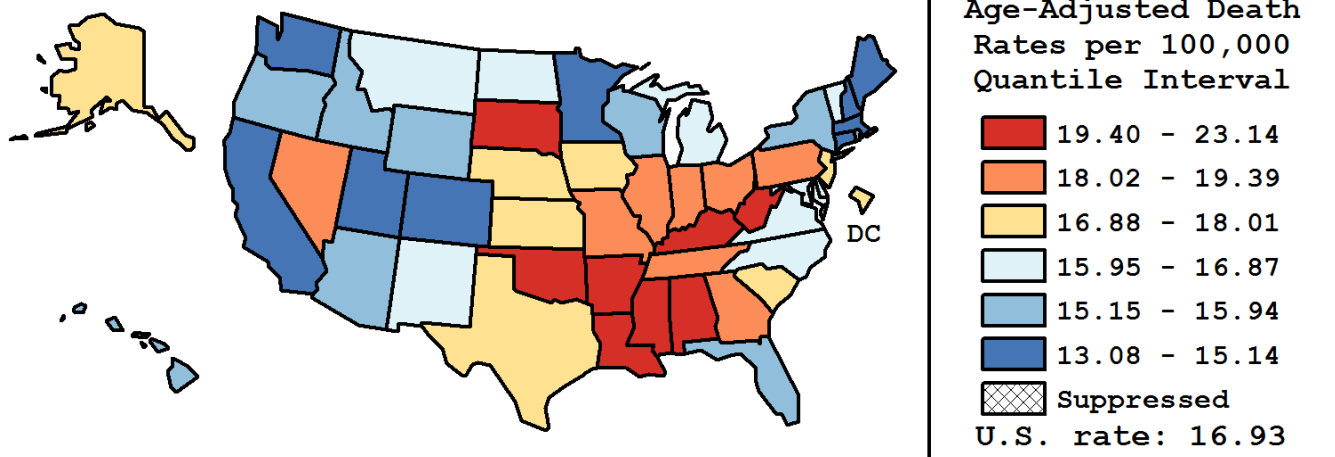 Age-Adjusted Death
Rates per 100,000
Quantile Interval
19.40 - 23.14
18.02 - 19.39
16.88 - 18.01
15.95 - 16.87
15.15 - 15.94
13.08 - 15.14
Suppressed
U.S. rate: 16.93
DC